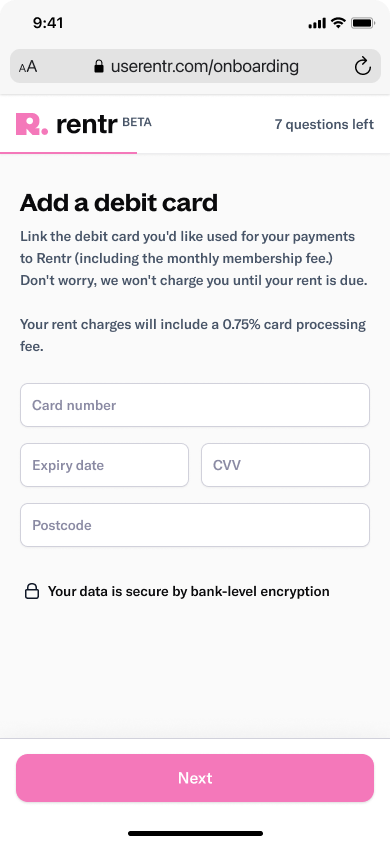 9:41
AA userentr.com/onboarding
R. rentr BETA 7 questions left
Add a debit card
Link the debit card you'd like used for your payments
to Rentr (including the monthly membership fee.)
Don't worry, we won't charge you until your rent is due.
Your rent charges will include a 0.75% card processing
fee.
Card number
Expiry date CVV
Postcode
Your data is secure by bank-level encryption
Next